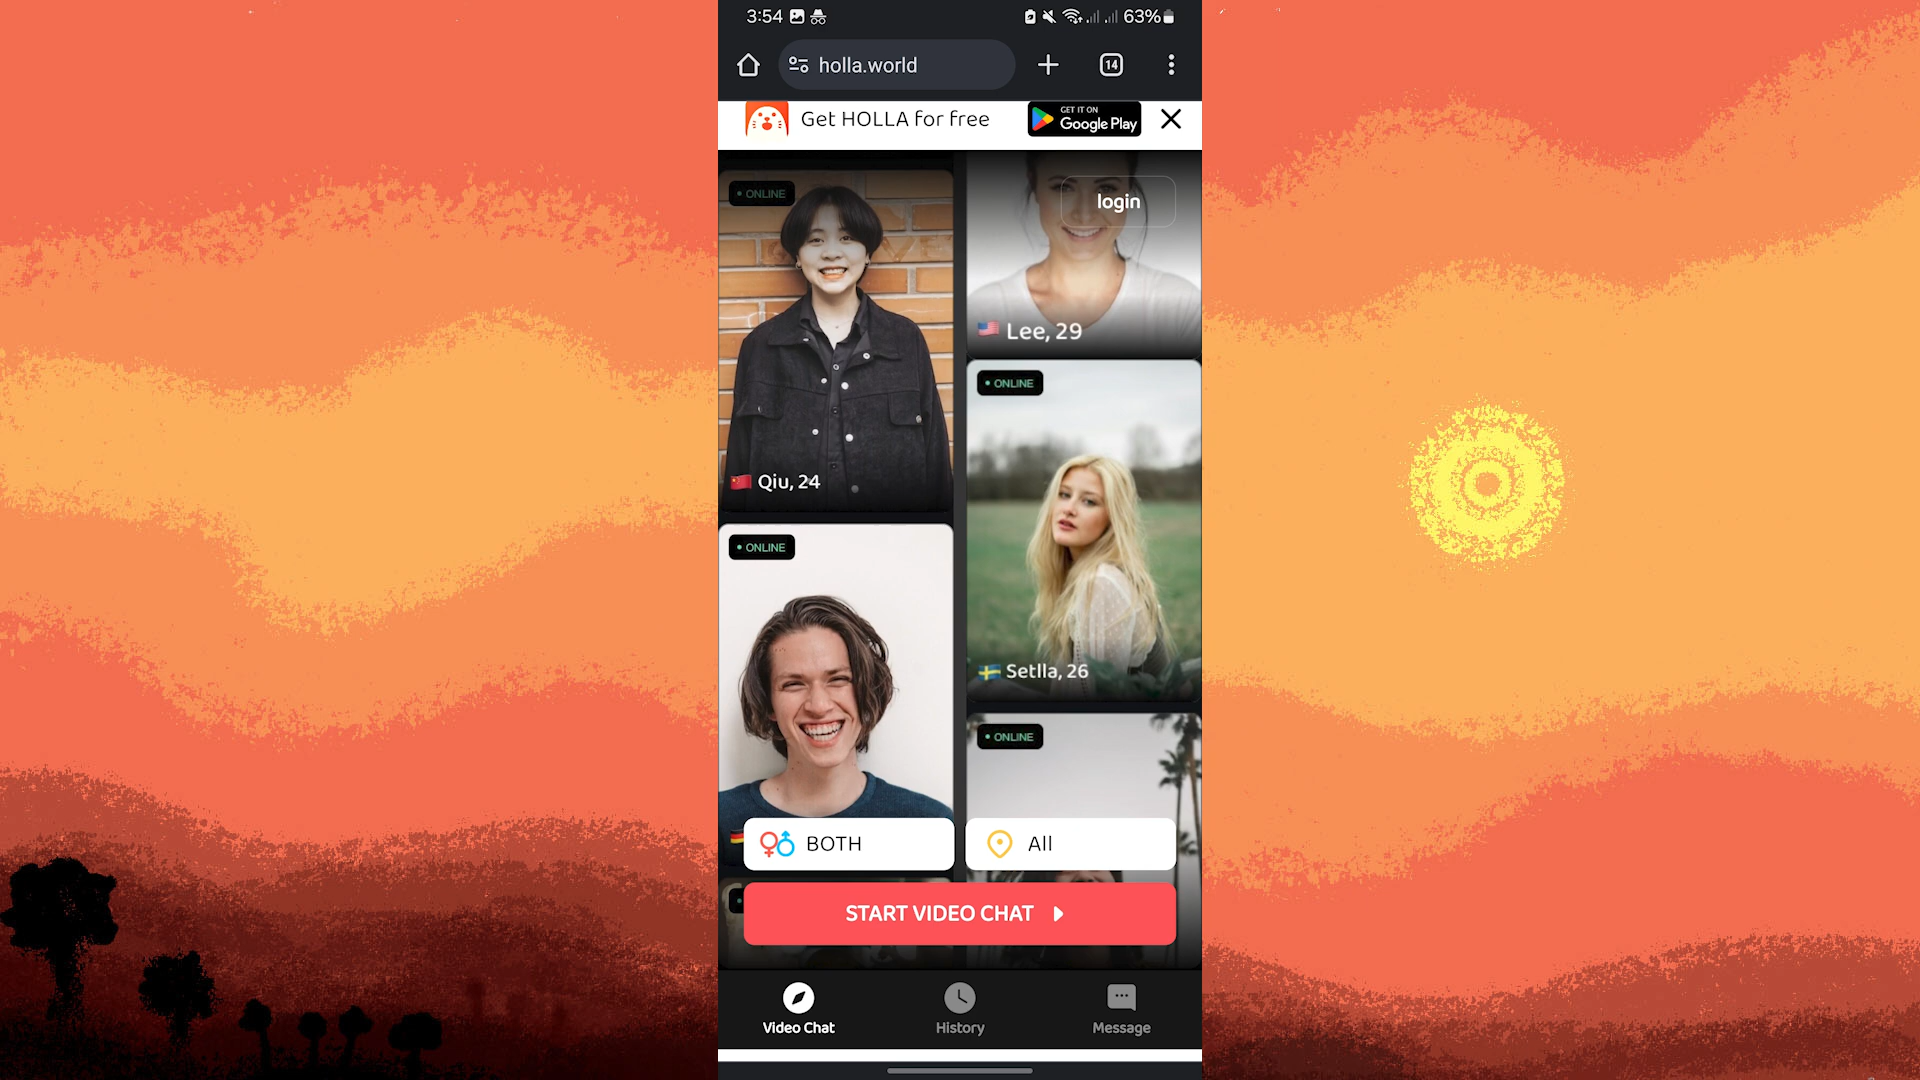 3:54
63%
holla.world
14
Get HOLLA for free
GET IT ON
Google Play
ONLINE
login
Qiu, 24
Lee, 29
ONLINE
Setlla, 26
ONLINE
ONLINE
BOTH
All
START VIDEO CHAT
Video Chat
History
Message